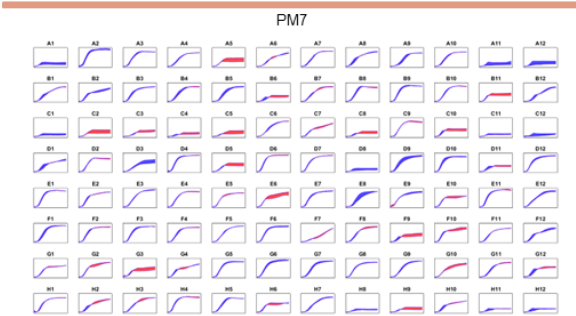 PM7
A1 A2 A3 A4 A5 A6 A7 A8 A9 A10 A11 A12
B1 B2 B3 B4 B5 B6 B7 B8 B9 B10 B11 B12
C1 C2 C3 C4 C5 C6 C7 C8 C9 C10 C11 C12
D1 D2 D3 D4 D5 D6 D7 D8 D9 D10 D11 D12
E1 E2 E3 E4 E5 E6 E7 E8 E9 E10 E11 E12
F1 F2 F3 F4 F5 F6 F7 F8 F9 F10 F11 F12
G1 G2 G3 G4 G5 G6 G7 G8 G9 G10 G11 G12
H1 H2 H3 H4 H5 H6 H7 H8 H9 H10 H11 H12